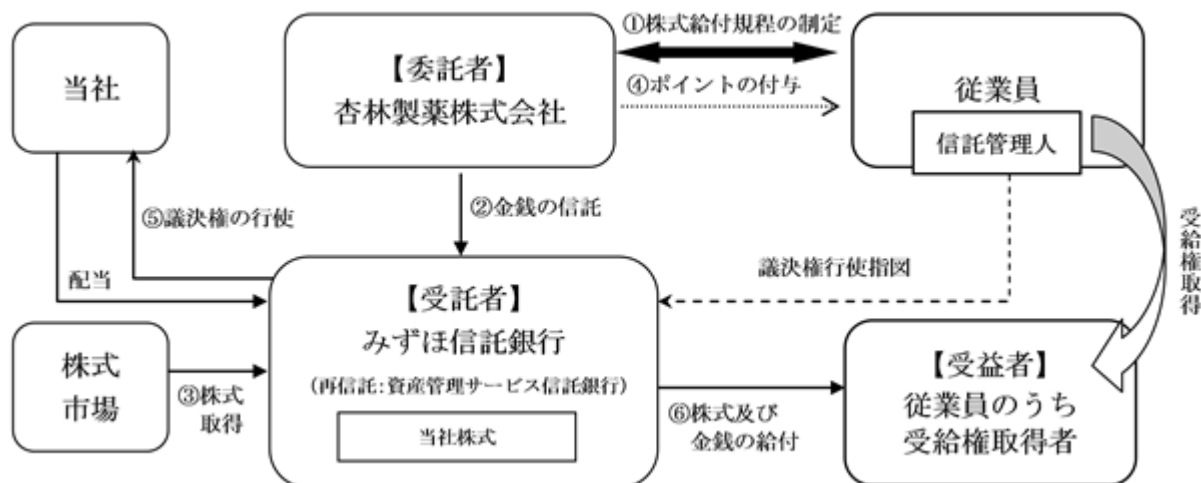 ①株式給付規程の制定
当社
【委託者】
杏林製薬株式会社
④ポイントの付与
従業員
信託管理人
②金銭の信託
⑤議決権の行使
受給権取得
配当
議決権行使指図
【受託者】
みずほ信託銀行
(再信託:資産管理サービス信託銀行)
当社株式
株式
市場
③株式
取得
⑥株式及び
金銭の給付
【受益者】
従業員のうち
受給権取得者